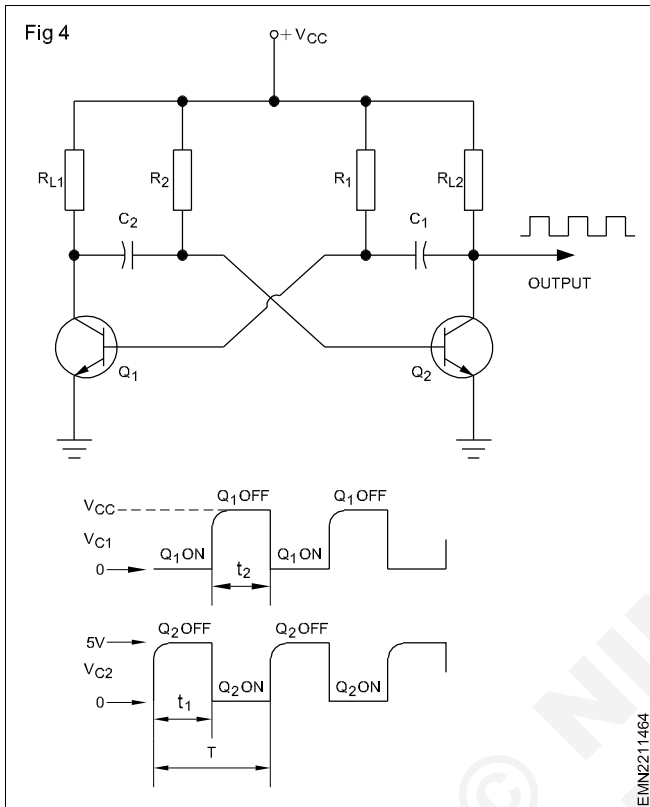 Fig 4
+ VCC
RL1
R2
R1
RL2
C2
C1
OUTPUT
Q1
Q2
VCC
Q1 OFF
Q1 OFF
VC1
Q1 ON
Q1 ON
0
t2
5V
Q2 OFF
Q2 OFF
VC2
Q2 ON
Q2 ON
0
t1
T
EMN2211464
© NI